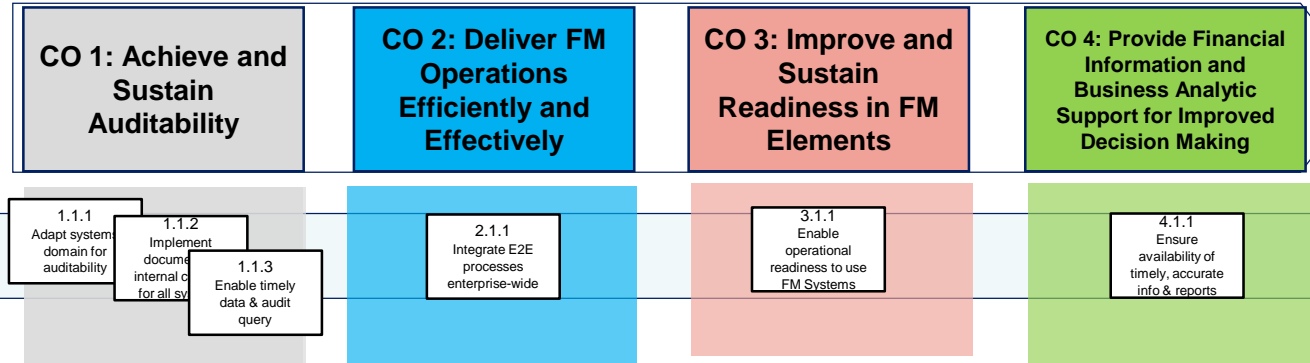 CO 1: Achieve and
Sustain
Auditability
CO 2: Deliver FM
Operations
Efficiently and
Effectively
CO 3: Improve and
Sustain
Readiness in FM
Elements
CO 4: Provide Financial
Information and
Business Analytic
Support for Improved
Decision Making
1.1.1
Adapt systems
domain for
auditability
1.1.2
Implement
internal
for all
1.1.3
Enable timely
data & audit
query
2.1.1
Integrate E2E
processes
enterprise-wide
3.1.1
Enable
operational
readiness to use
FM Systems
4.1.1
Ensure
availability of
timely, accurate
info & reports